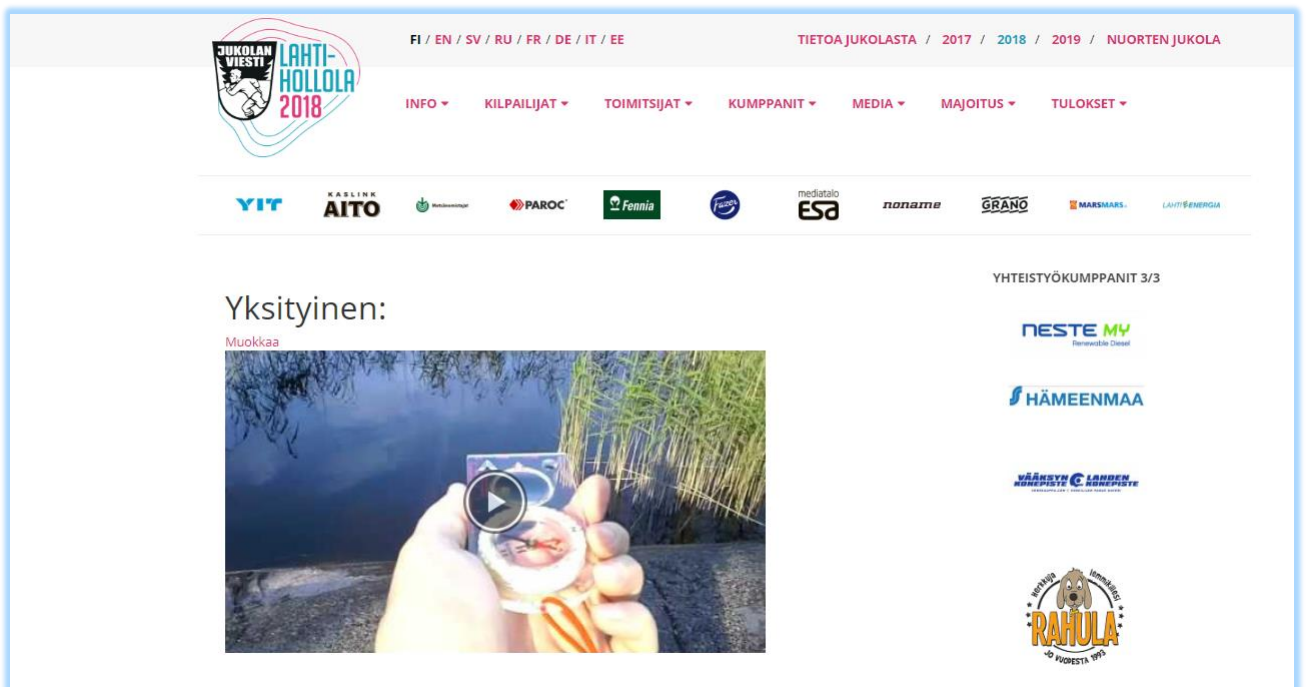 FI / EN / SV / RU / FR / DE / IT / EE
TIETOA JUKOLASTA / 2017 / 2018 / 2019 / NUORTEN JUKOLA
JUKOLAN
VIESTI
LAHTI-
HOLLOLA
2018
INFO KILPAILIJAT TOIMITSIJAT KUMPPANIT MEDIA MAJOITUS TULOKSET
YIT
KASLINK
AITO
PAROC
Fennia
Fazer
mediatalo
ESa
noname
GRANO
MARSMARS
LAHTI ENERGIA
YHTEISTYÖKUMPPANIT 3/3
Yksityinen:
Muokkaa
NESTE MY
Renewable Diesel
HÄMEENMAA
VÄÄKSYN LAHDEN
KONEPISTE KONEPISTE
Herkkuja lemmikillesi
RAHULA
JO VUODESTA 1993